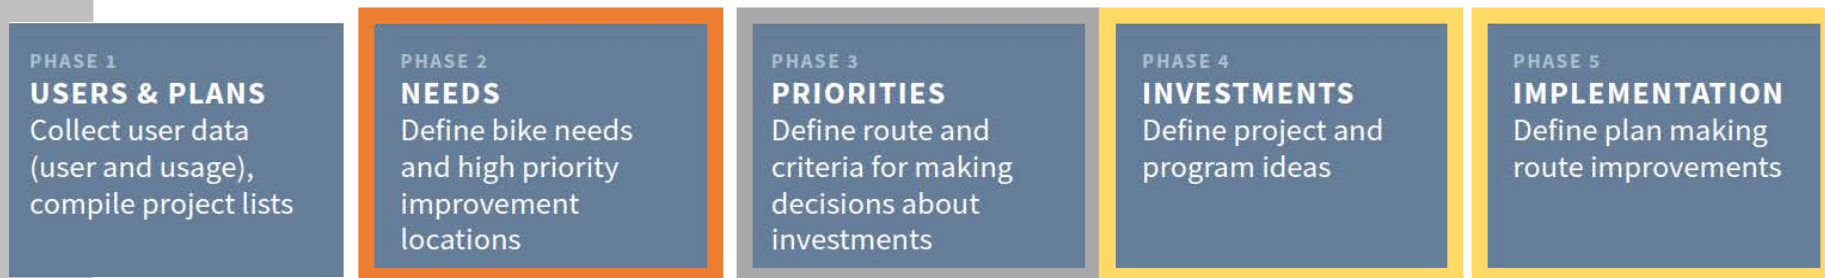 PHASE 1
USERS & PLANS
Collect user data
(user and usage),
compile project lists
PHASE 2
NEEDS
Define bike needs
and high priority
improvement
locations
PHASE 3
PRIORITIES
Define route and
criteria for making
decisions about
investments
PHASE 4
INVESTMENTS
Define project and
program ideas
PHASE 5
IMPLEMENTATION
Define plan making
route improvements